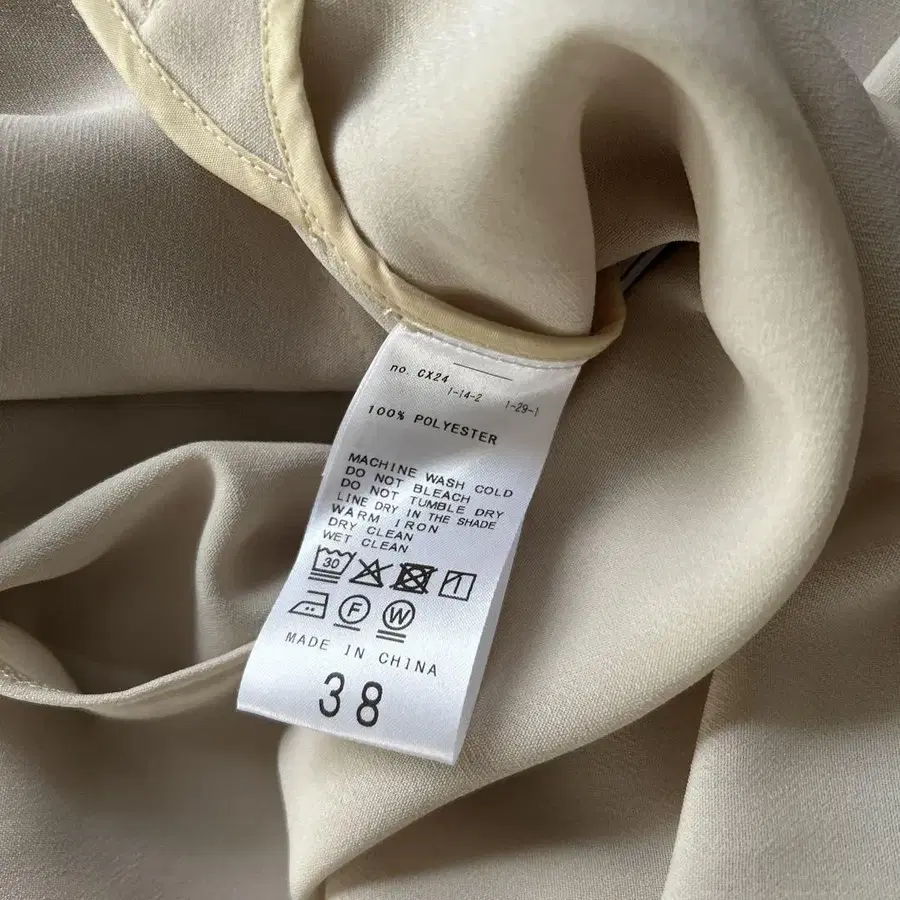 no. CX24
1-14-2 1-29-1
100% POLYESTER
MACHINE WASH COLD
DO NOT BLEACH
DO NOT TUMBLE DRY
LINE DRY IN THE SHADE
WARM IRON
DRY CLEAN
WET CLEAN
30
F W
MADE IN CHINA
38